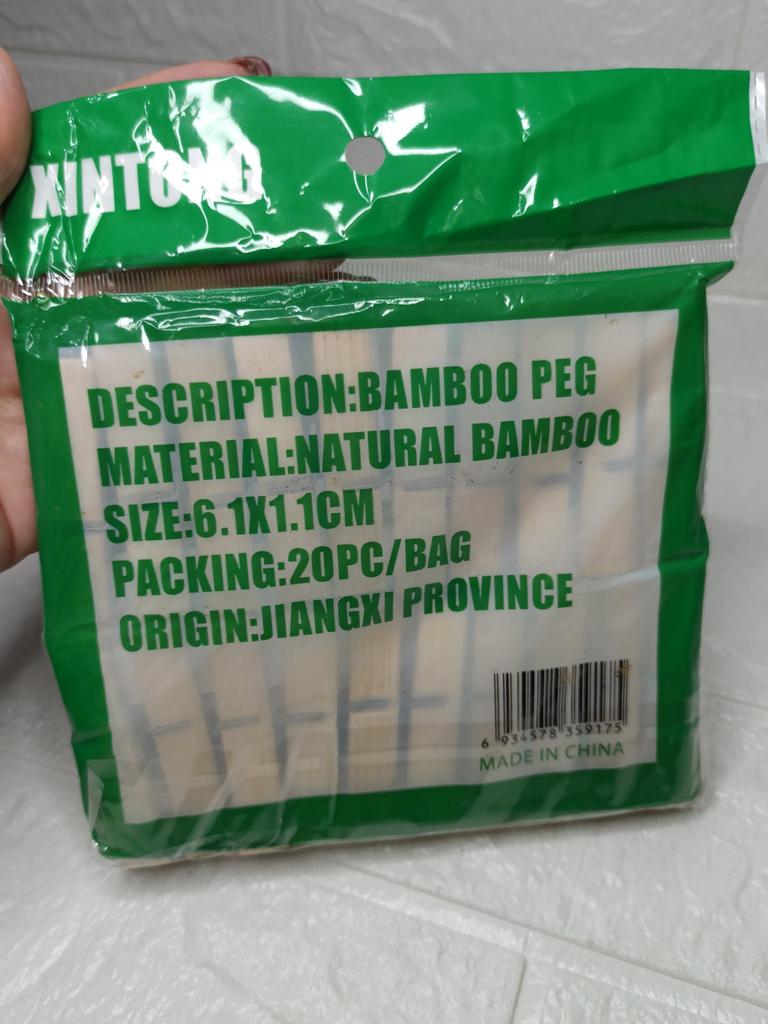 XINTONG
DESCRIPTION:BAMBOO PEG
MATERIAL:NATURAL BAMBOO
SIZE:6.1X1.1CM
PACKING:20PC/BAG
ORIGIN:JIANGXI PROVINCE
6 934578 359175
MADE IN CHINA